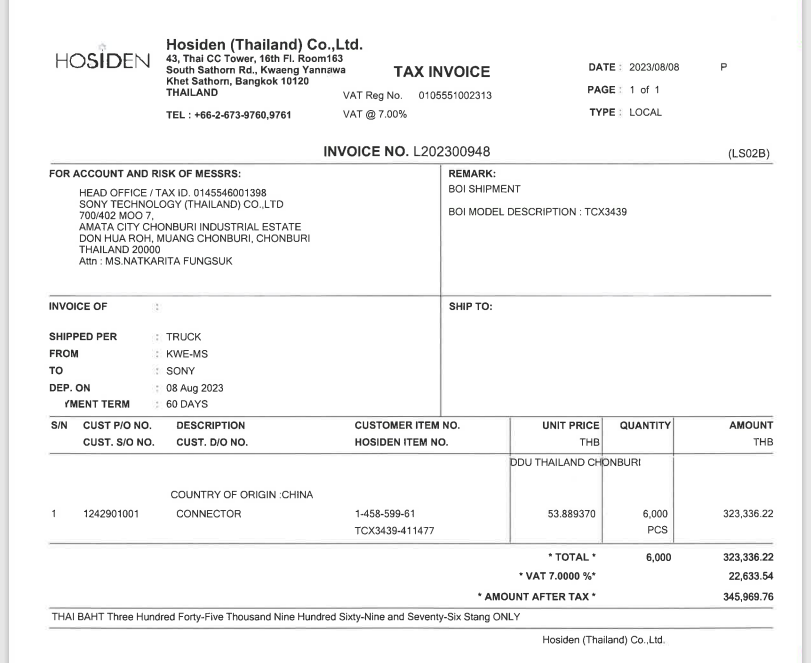 HOSIDEN
Hosiden (Thailand) Co.,Ltd.
43, Thai CC Tower, 16th Fl. Room163
South Sathorn Rd., Kwaeng Yannawa
Khet Sathorn, Bangkok 10120
THAILAND
TEL : +66-2-673-9760,9761
TAX INVOICE
VAT Reg No. 0105551002313
VAT @ 7.00%
DATE : 2023/08/08 P
PAGE : 1 of 1
TYPE : LOCAL
INVOICE NO. L202300948
(LS02B)
FOR ACCOUNT AND RISK OF MESSRS:
HEAD OFFICE / TAX ID. 0145546001398
SONY TECHNOLOGY (THAILAND) CO.,LTD
700/402 MOO 7,
AMATA CITY CHONBURI INDUSTRIAL ESTATE
DON HUA ROH, MUANG CHONBURI, CHONBURI
THAILAND 20000
Attn : MS.NATKARITA FUNGSUK
REMARK:
BOI SHIPMENT
BOI MODEL DESCRIPTION : TCX3439
INVOICE OF :
SHIPPED PER : TRUCK
FROM : KWE-MS
TO : SONY
DEP. ON : 08 Aug 2023
YMENT TERM : 60 DAYS
SHIP TO:
S/N CUST P/O NO. DESCRIPTION CUSTOMER ITEM NO. UNIT PRICE QUANTITY AMOUNT
CUST. S/O NO. CUST. D/O NO. HOSIDEN ITEM NO. THB THB
DDU THAILAND CHONBURI
COUNTRY OF ORIGIN :CHINA
1 1242901001 CONNECTOR 1-458-599-61 53.889370 6,000 323,336.22
TCX3439-411477 PCS
* TOTAL * 6,000 323,336.22
* VAT 7.0000 %* 22,633.54
* AMOUNT AFTER TAX * 345,969.76
THAI BAHT Three Hundred Forty-Five Thousand Nine Hundred Sixty-Nine and Seventy-Six Stang ONLY
Hosiden (Thailand) Co.,Ltd.